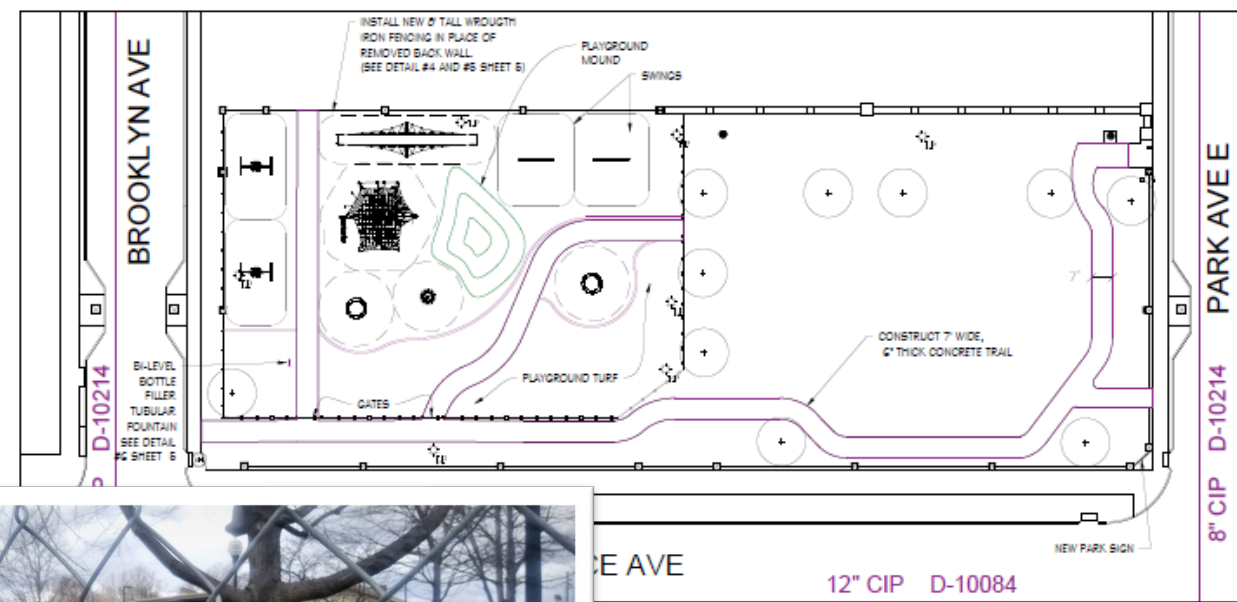 INSTALL NEW 8' TALL WROUGTH
IRON FENCING IN PLACE OF
REMOVED BACK WALL.
(SEE DETAIL #4 AND #5 SHEET 5)
PLAYGROUND
MOUND
SWINGS
BROOKLYN AVE
PARK AVE E
7'
CONSTRUCT 7' WIDE,
6" THICK CONCRETE TRAIL
BI-LEVEL
BOTTLE
FILLER
TUBULAR
FOUNTAIN
SEE DETAIL
#6 SHEET 5
GATES
PLAYGROUND TURF
D-10214
8" CIP D-10214
CE AVE
12" CIP D-10084
NEW PARK SIGN